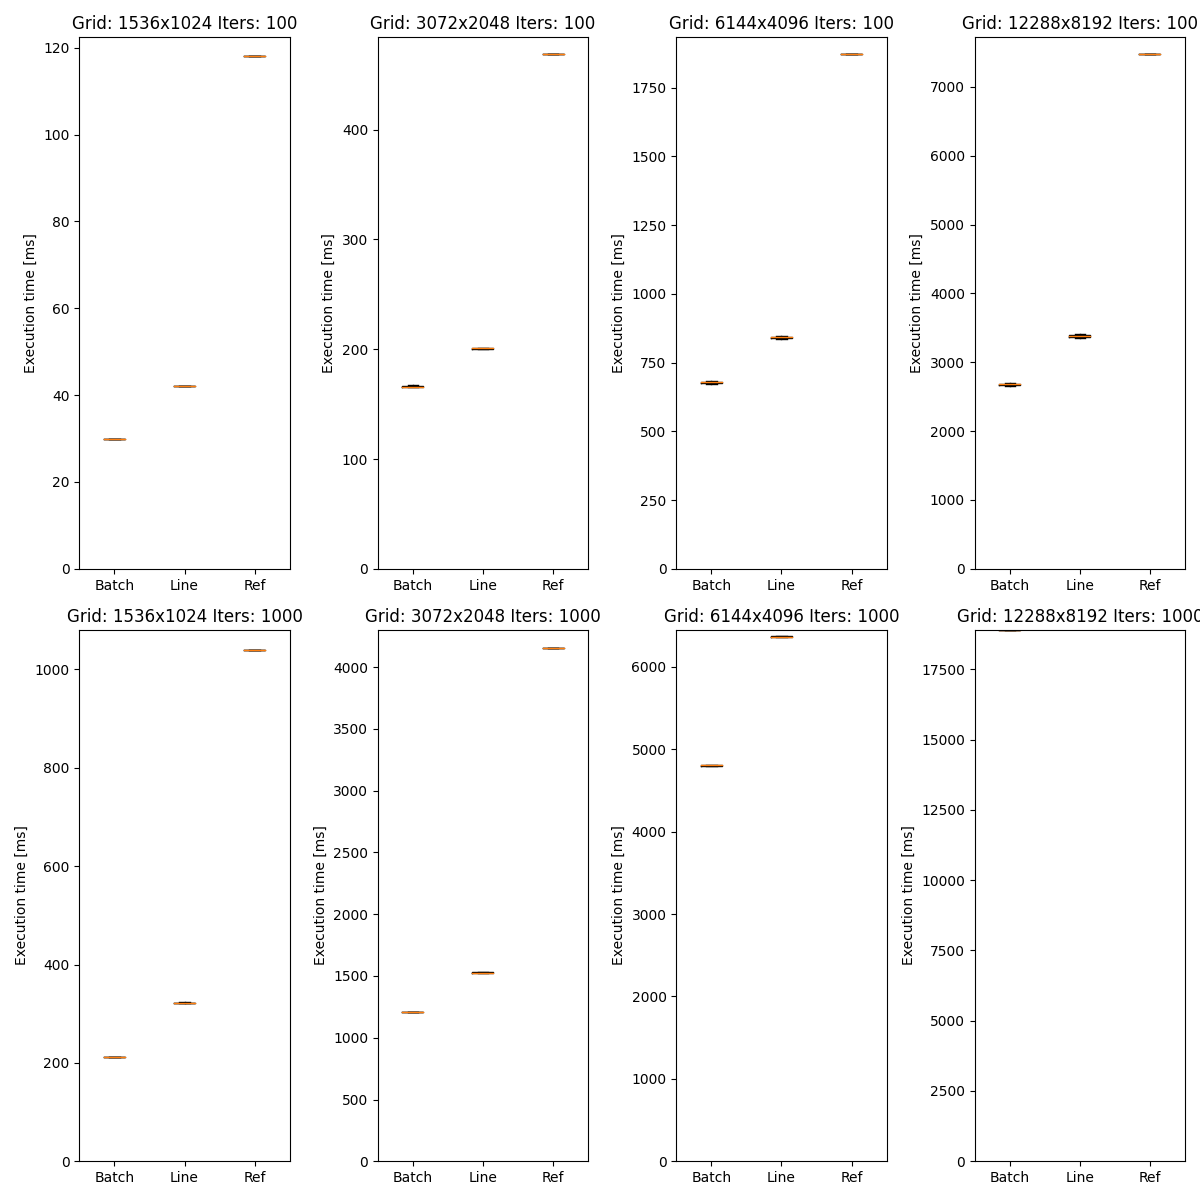 Grid: 1536x1024 Iters: 100
Execution time [ms]
120
100
80
60
40
20
0
Batch Line Ref
Grid: 3072x2048 Iters: 100
Execution time [ms]
400
300
200
100
0
Batch Line Ref
Grid: 6144x4096 Iters: 100
Execution time [ms]
1750
1500
1250
1000
750
500
250
0
Batch Line Ref
Grid: 12288x8192 Iters: 100
Execution time [ms]
7000
6000
5000
4000
3000
2000
1000
0
Batch Line Ref
Grid: 1536x1024 Iters: 1000
Execution time [ms]
1000
800
600
400
200
0
Batch Line Ref
Grid: 3072x2048 Iters: 1000
Execution time [ms]
4000
3500
3000
2500
2000
1500
1000
500
0
Batch Line Ref
Grid: 6144x4096 Iters: 1000
Execution time [ms]
6000
5000
4000
3000
2000
1000
0
Batch Line Ref
Grid: 12288x8192 Iters: 1000
Execution time [ms]
17500
15000
12500
10000
7500
5000
2500
0
Batch Line Ref